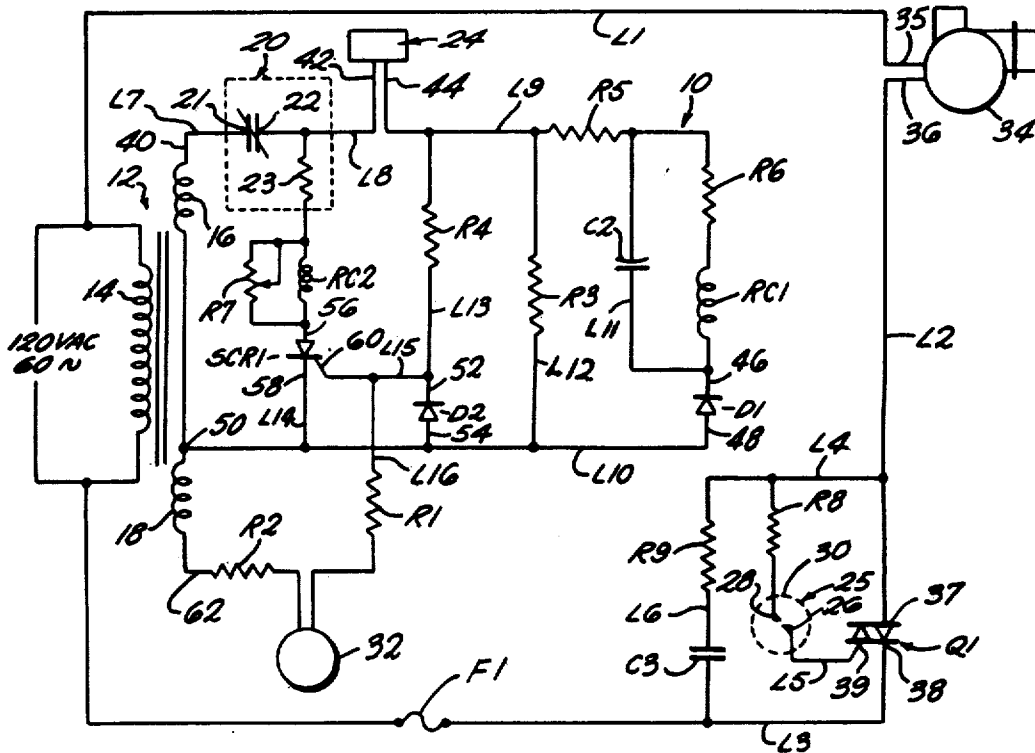 L1
35
36
34
20
42
24
44
21
22
L7
40
L8
L9
R5
10
12
16
23
R4
R6
14
R7
RC2
C2
RC1
120VAC
60 ~
56
L13
R3
L11
L2
SCR1
60
L15
58
52
L12
46
D2
D1
L14
54
48
50
L16
L10
L4
18
R2
R1
R8
R9
30
28
25
26
37
62
L6
32
C3
L5
39
Q1
38
F1
L3